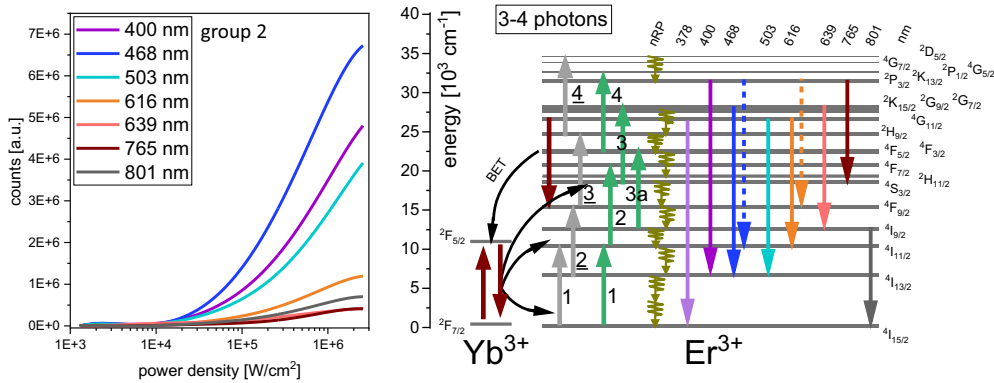 group 2
400 nm
468 nm
503 nm
616 nm
639 nm
765 nm
801 nm
7E+6
6E+6
5E+6
4E+6
3E+6
2E+6
1E+6
0E+0
counts [a.u.]
1E+3 1E+4 1E+5 1E+6
power density [W/cm²]
40
35
30
25
20
15
10
5
0
energy [10³ cm⁻¹]
3-4 photons
nRP 378 400 468 503 616 639 765 801 nm
²D₅/₂
⁴G₇/₂ ²P₁/₂ ⁴G₅/₂
²P₃/₂ ²K₁₃/₂
²K₁₅/₂ ²G₉/₂ ²G₇/₂
⁴G₁₁/₂
²H₉/₂
⁴F₅/₂ ⁴F₃/₂
⁴F₇/₂
²H₁₁/₂
⁴S₃/₂
⁴F₉/₂
⁴I₉/₂
⁴I₁₁/₂
⁴I₁₃/₂
⁴I₁₅/₂
4 4
3
3 3a
2
2
1 1
BET
²F₅/₂
²F₇/₂
Yb³⁺ Er³⁺